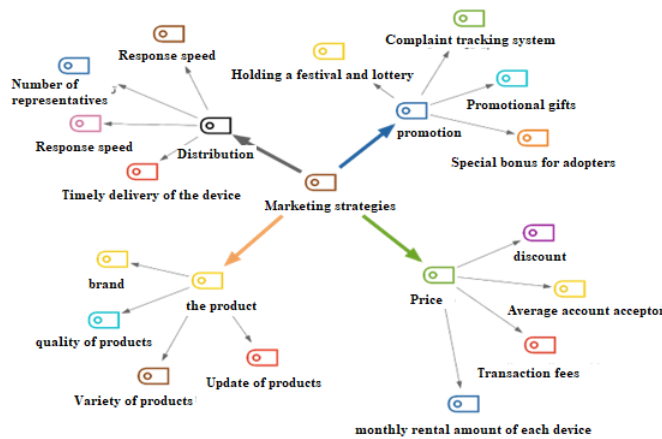 Complaint tracking system
Response speed
Holding a festival and lottery
Number of
representatives
Promotional gifts
Response speed
promotion
Distribution
Special bonus for adopters
Timely delivery of the device
Marketing strategies
discount
brand
the product
Price
Average account acceptor
quality of products
Transaction fees
Update of products
Variety of products
monthly rental amount of each device